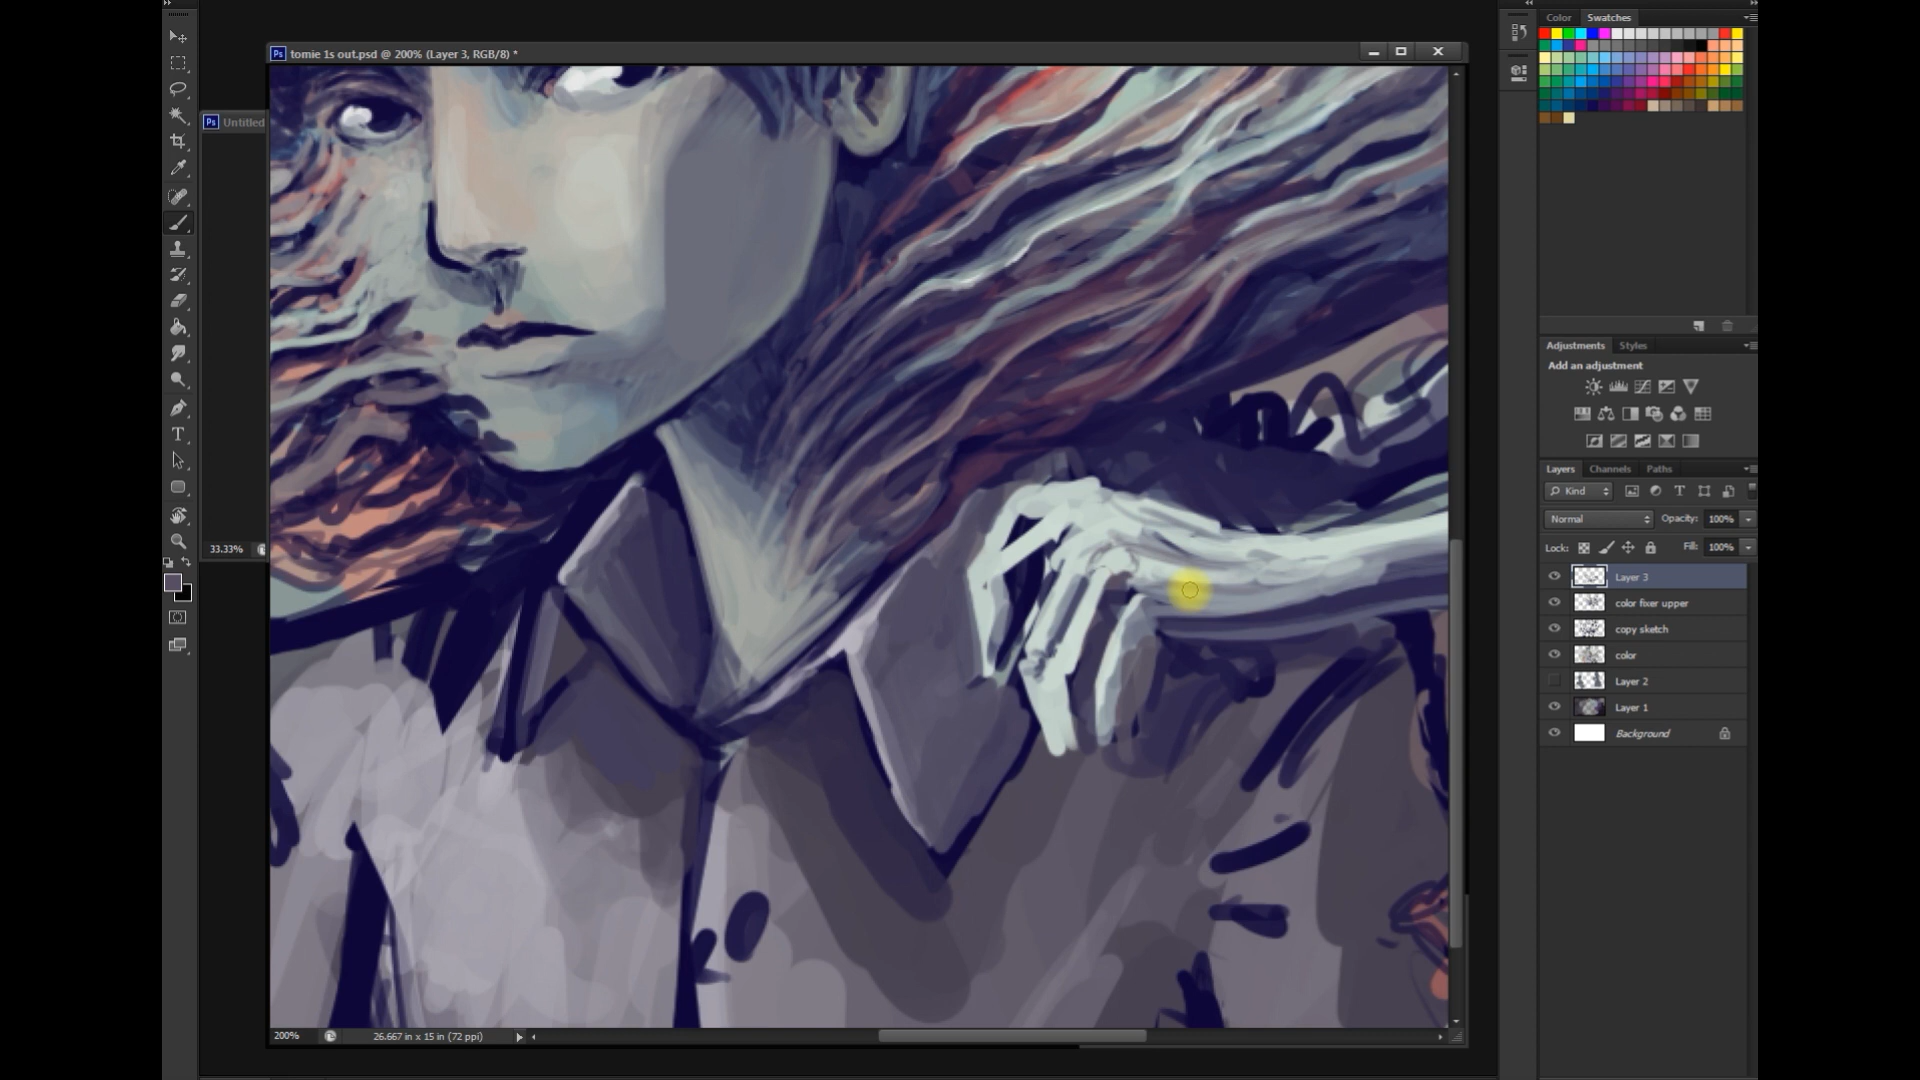 Ps tomie 1s out.psd @ 200% (Layer 3, RGB/8) *
Ps Untitled
33.33%
200%
26.667 in x 15 in (72 ppi)
T
Color Swatches
Adjustments Styles
Add an adjustment
Layers Channels Paths
Kind T
Normal Opacity: 100%
Lock: Fill: 100%
Layer 3
color fixer upper
copy sketch
color
Layer 2
Layer 1
Background